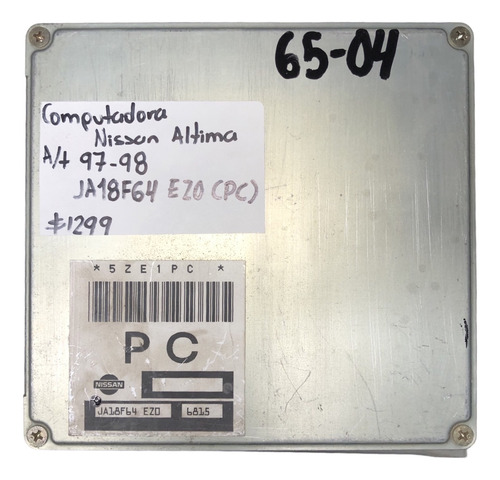 65-04
Computadora
Nissan Altima
A/t 97-98
JA18F64 EZ0 (PC)
$1299
*5ZE1PC *
PC
NISSAN
JA18F64 EZ0 6815